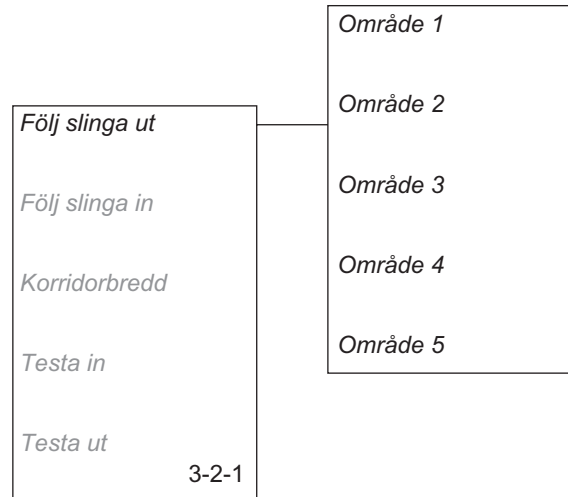 Följ slinga ut
Följ slinga in
Korridorbredd
Testa in
Testa ut
3-2-1
Område 1
Område 2
Område 3
Område 4
Område 5